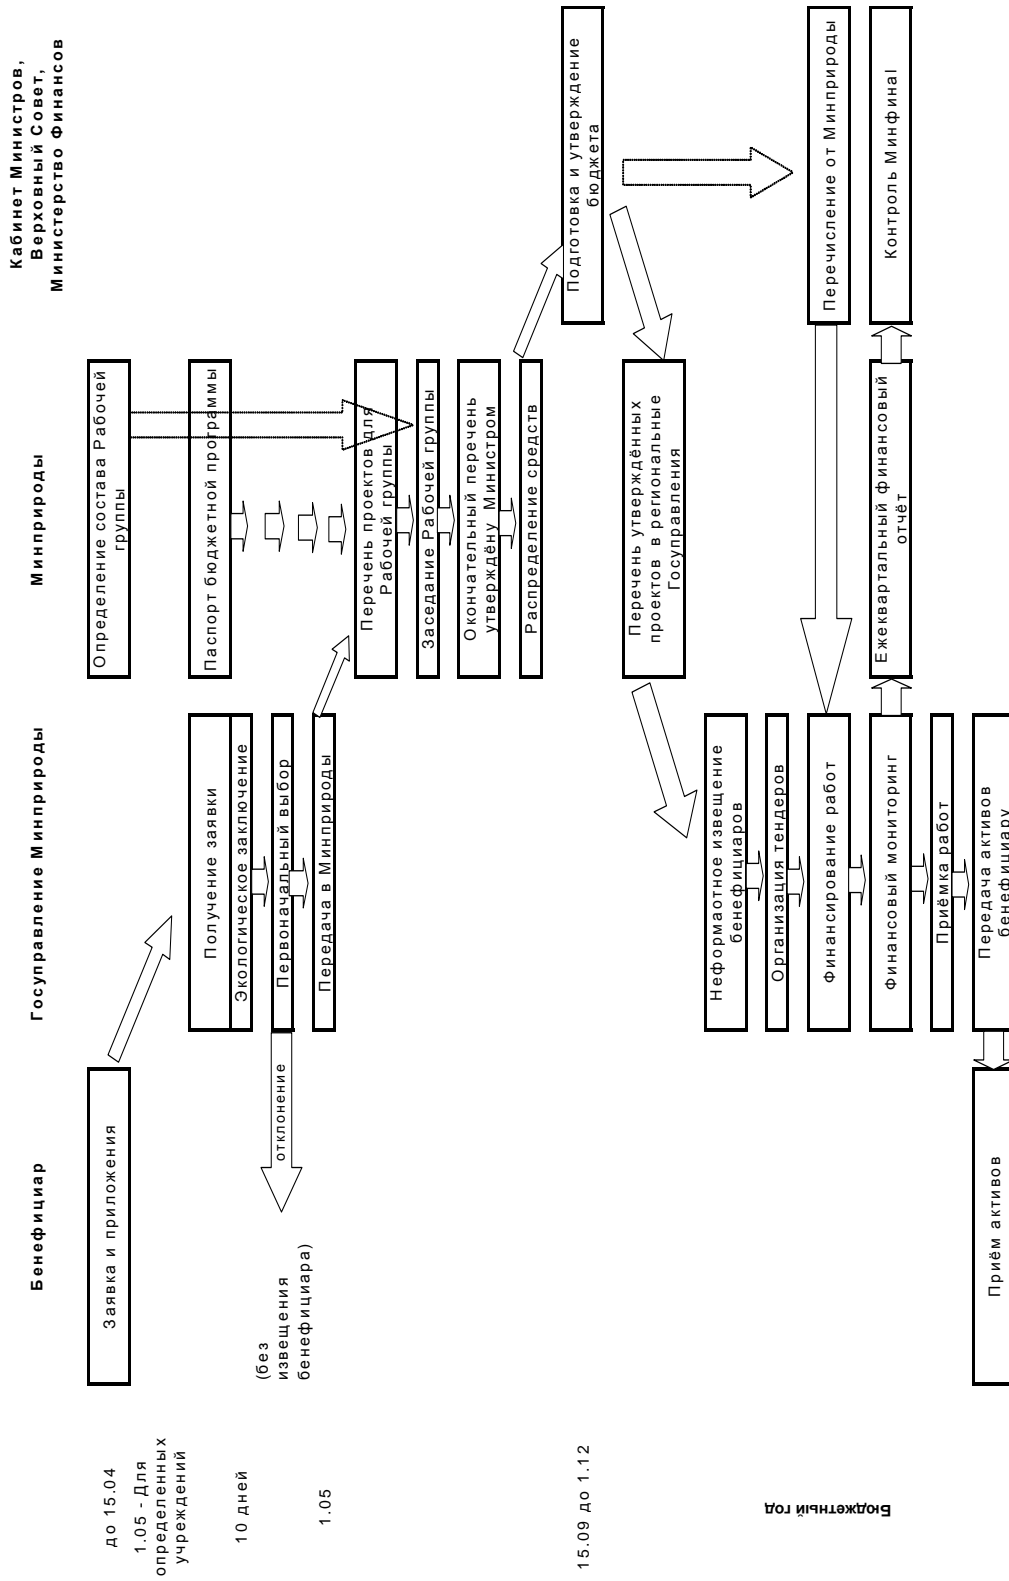 Бенефициар
Госуправление Минприроды
Минприроды
Кабинет Министров,
Верховный Совет,
Министерство Финансов
до 15.04
1.05 - Для
определенных
учреждений
10 дней
1.05
15.09 до 1.12
Бюджетный год
Заявка и приложения
отклонение
(без
извещения
бенефициара)
Приём активов
Получение заявки
Экологическое заключение
Первоначальный выбор
Передача в Минприроды
Неформаотное извещение
бенефициаров
Организация тендеров
Финансирование работ
Финансовый мониторинг
Приёмка работ
Передача активов
бенефициару
Определение состава Рабочей
группы
Паспорт бюджетной программы
Перечень проектов для
Рабочей группы
Заседание Рабочей группы
Окончательный перечень
утверждёну Министром
Распределение средств
Перечень утверждённых
проектов в региональные
Госуправления
Ежеквартальный финансовый
отчёт
Подготовка и утверждение
бюджета
Перечисление от Минприроды
Контроль Минфинаl